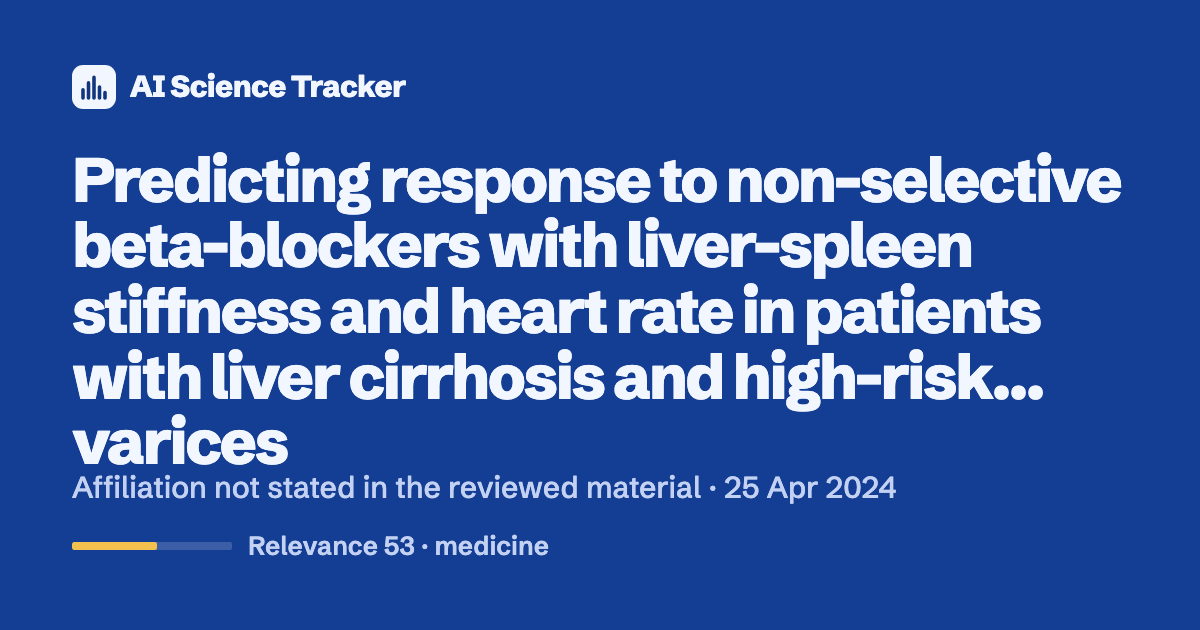 AI Science Tracker
Predicting response to non-selective
beta-blockers with liver-spleen
stiffness and heart rate in patients
with liver cirrhosis and high-risk...
varices
Affiliation not stated in the reviewed material · 25 Apr 2024
Relevance 53 · medicine